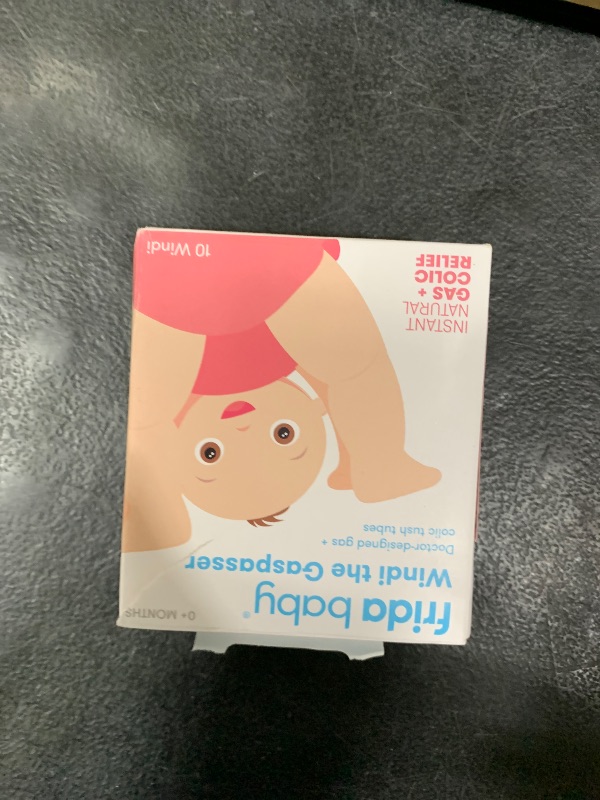 frida baby®
0+ MONTHS
Windi the Gaspasser
Doctor-designed gas +
colic tush tubes
INSTANT
NATURAL
GAS +
COLIC
RELIEF
10 Windi